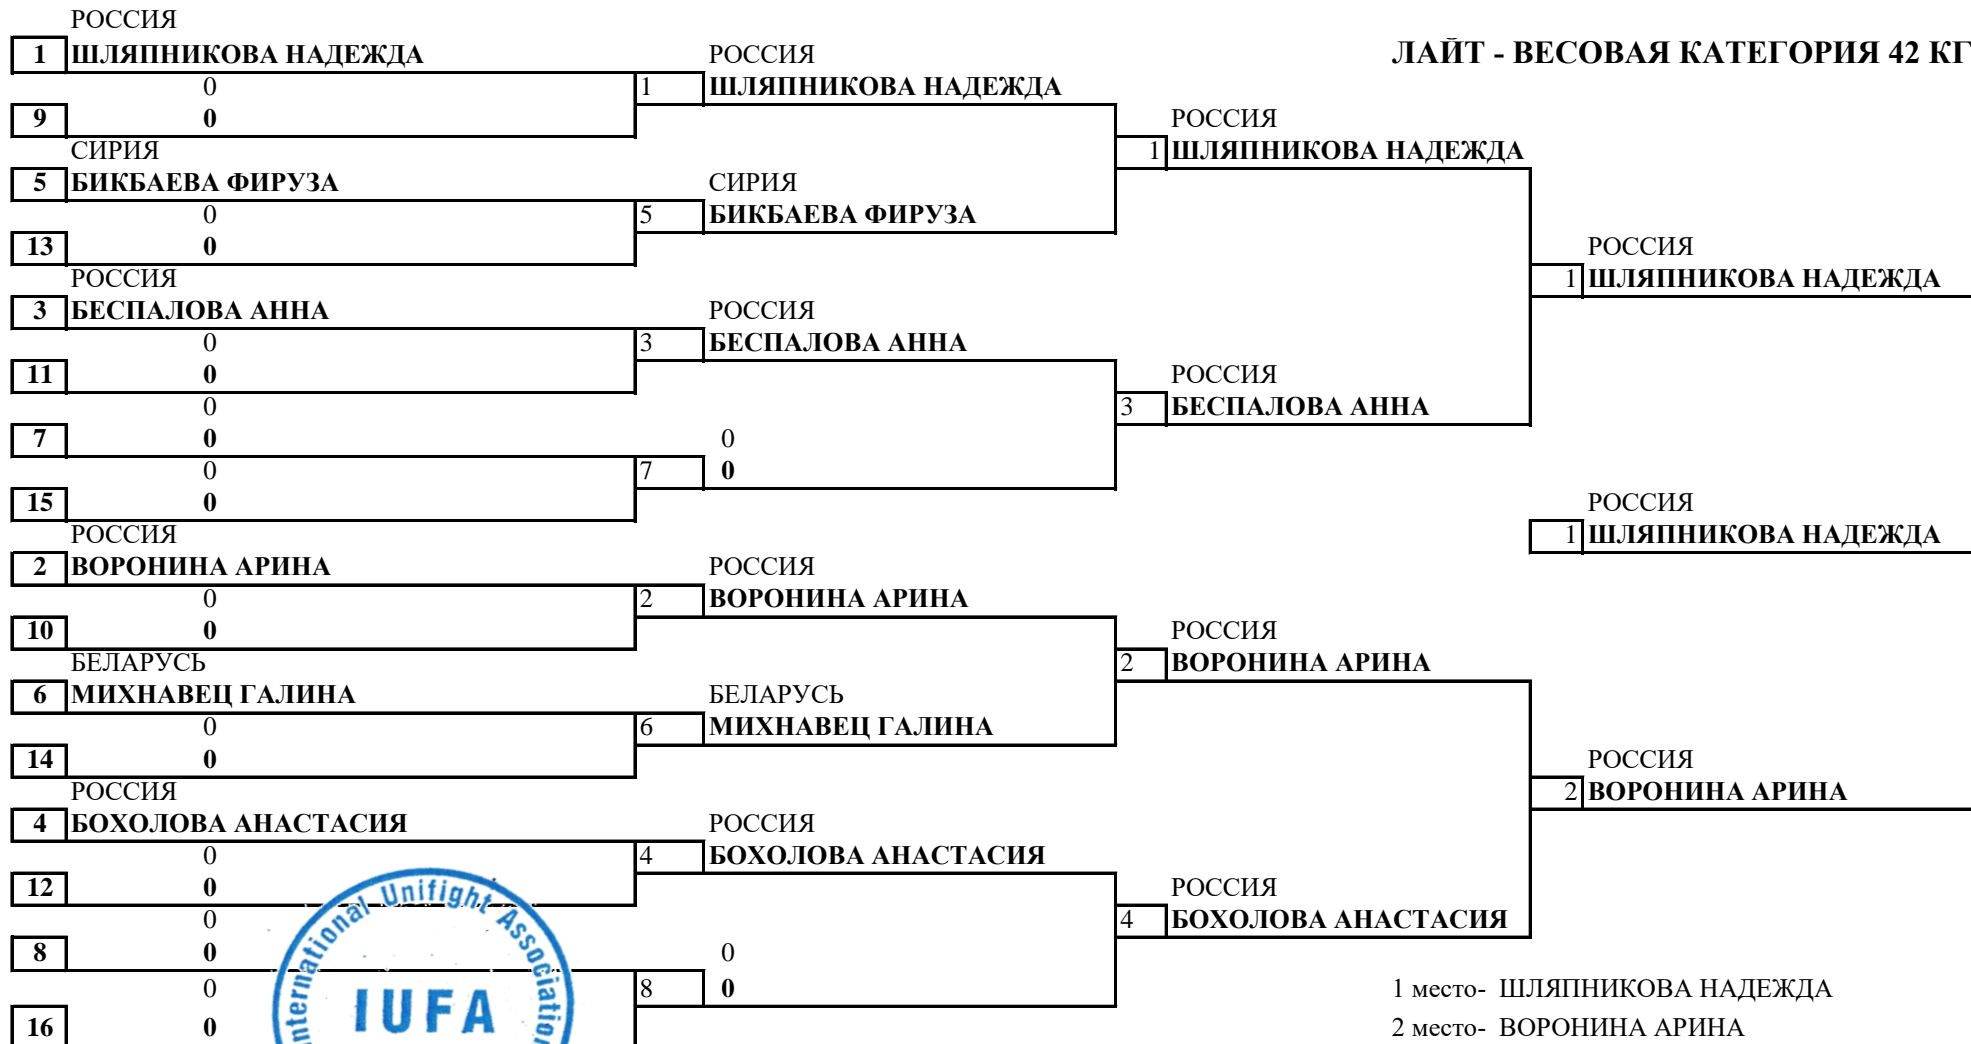 РОССИЯ
1 ШЛЯПНИКОВА НАДЕЖДА РОССИЯ ЛАЙТ - ВЕСОВАЯ КАТЕГОРИЯ 42 КГ
0 1 ШЛЯПНИКОВА НАДЕЖДА
9 0 РОССИЯ
СИРИЯ 1 ШЛЯПНИКОВА НАДЕЖДА
5 БИКБАЕВА ФИРУЗА СИРИЯ
0 5 БИКБАЕВА ФИРУЗА
13 0 РОССИЯ
РОССИЯ 1 ШЛЯПНИКОВА НАДЕЖДА
3 БЕСПАЛОВА АННА РОССИЯ
0 3 БЕСПАЛОВА АННА
11 0 РОССИЯ
0 3 БЕСПАЛОВА АННА
7 0 0
0 7 0
15 0 РОССИЯ
РОССИЯ 1 ШЛЯПНИКОВА НАДЕЖДА
2 ВОРОНИНА АРИНА РОССИЯ
0 2 ВОРОНИНА АРИНА
10 0 РОССИЯ
БЕЛАРУСЬ 2 ВОРОНИНА АРИНА
6 МИХНАВЕЦ ГАЛИНА БЕЛАРУСЬ
0 6 МИХНАВЕЦ ГАЛИНА
14 0 РОССИЯ
РОССИЯ 2 ВОРОНИНА АРИНА
4 БОХОЛОВА АНАСТАСИЯ РОССИЯ
0 4 БОХОЛОВА АНАСТАСИЯ
12 0 РОССИЯ
0 4 БОХОЛОВА АНАСТАСИЯ
8 0 0
0 8 0 1 место- ШЛЯПНИКОВА НАДЕЖДА
16 0 2 место- ВОРОНИНА АРИНА
International Unifight Association
IUFA